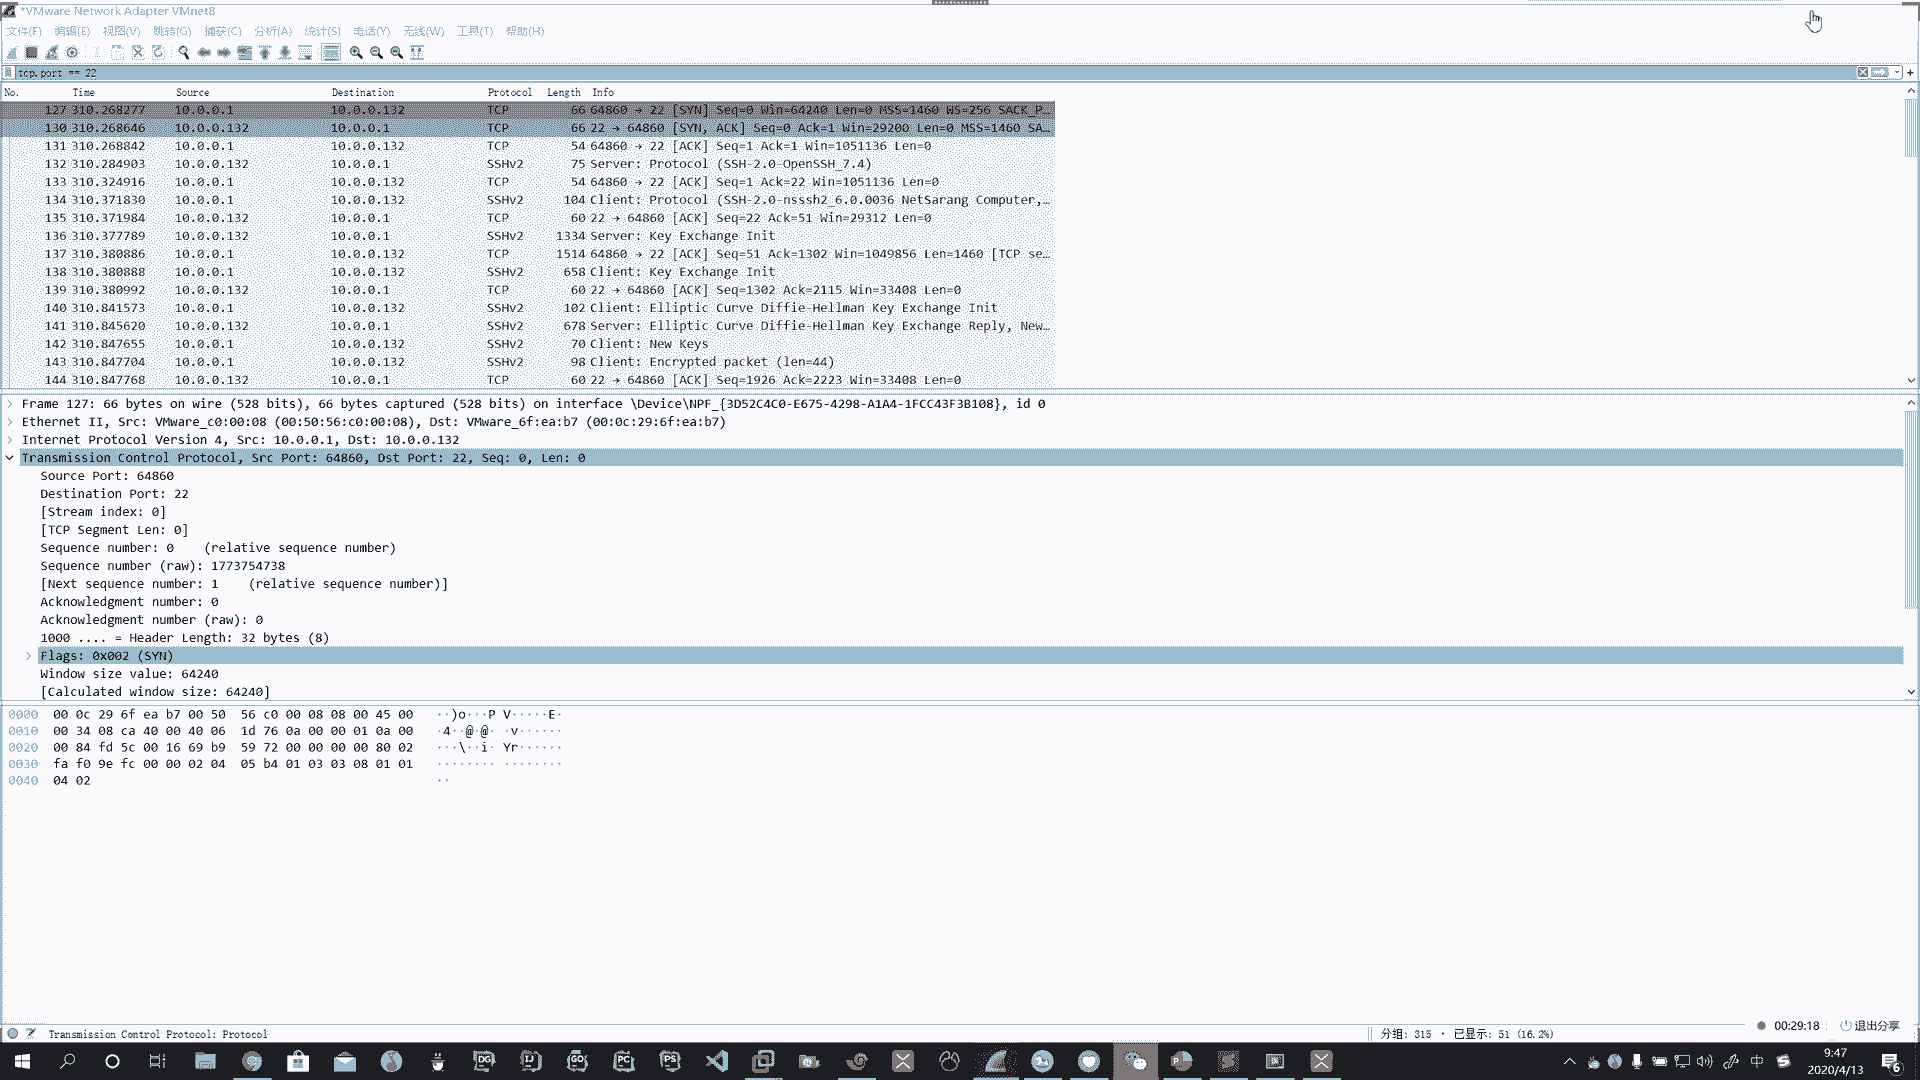 *VMware Network Adapter VMnet8
文件(F) 编辑(E) 视图(V) 跳转(G) 捕获(C) 分析(A) 统计(S) 电话(Y) 无线(W) 工具(T) 帮助(H)
tcp.port == 22
No. Time Source Destination Protocol Length Info
127 310.268277 10.0.0.1 10.0.0.132 TCP 66 64860 → 22 [SYN] Seq=0 Win=64240 Len=0 MSS=1460 WS=256 SACK_P…
130 310.268646 10.0.0.132 10.0.0.1 TCP 66 22 → 64860 [SYN, ACK] Seq=0 Ack=1 Win=29200 Len=0 MSS=1460 SA…
131 310.268842 10.0.0.1 10.0.0.132 TCP 54 64860 → 22 [ACK] Seq=1 Ack=1 Win=1051136 Len=0
132 310.284903 10.0.0.132 10.0.0.1 SSHv2 75 Server: Protocol (SSH-2.0-OpenSSH_7.4)
133 310.324916 10.0.0.1 10.0.0.132 TCP 54 64860 → 22 [ACK] Seq=1 Ack=22 Win=1051136 Len=0
134 310.371830 10.0.0.1 10.0.0.132 SSHv2 104 Client: Protocol (SSH-2.0-nsssh2_6.0.0036 NetSarang Computer,…
135 310.371984 10.0.0.132 10.0.0.1 TCP 60 22 → 64860 [ACK] Seq=22 Ack=51 Win=29312 Len=0
136 310.377789 10.0.0.132 10.0.0.1 SSHv2 1334 Server: Key Exchange Init
137 310.380886 10.0.0.1 10.0.0.132 TCP 1514 64860 → 22 [ACK] Seq=51 Ack=1302 Win=1049856 Len=1460 [TCP se…
138 310.380888 10.0.0.1 10.0.0.132 SSHv2 658 Client: Key Exchange Init
139 310.380992 10.0.0.132 10.0.0.1 TCP 60 22 → 64860 [ACK] Seq=1302 Ack=2115 Win=33408 Len=0
140 310.841573 10.0.0.1 10.0.0.132 SSHv2 102 Client: Elliptic Curve Diffie-Hellman Key Exchange Init
141 310.845620 10.0.0.132 10.0.0.1 SSHv2 678 Server: Elliptic Curve Diffie-Hellman Key Exchange Reply, New…
142 310.847655 10.0.0.1 10.0.0.132 SSHv2 70 Client: New Keys
143 310.847704 10.0.0.1 10.0.0.132 SSHv2 98 Client: Encrypted packet (len=44)
144 310.847768 10.0.0.132 10.0.0.1 TCP 60 22 → 64860 [ACK] Seq=1926 Ack=2223 Win=33408 Len=0
Frame 127: 66 bytes on wire (528 bits), 66 bytes captured (528 bits) on interface \Device\NPF_{3D52C4C0-E675-4298-A1A4-1FCC43F3B108}, id 0
Ethernet II, Src: VMware_c0:00:08 (00:50:56:c0:00:08), Dst: VMware_6f:ea:b7 (00:0c:29:6f:ea:b7)
Internet Protocol Version 4, Src: 10.0.0.1, Dst: 10.0.0.132
Transmission Control Protocol, Src Port: 64860, Dst Port: 22, Seq: 0, Len: 0
Source Port: 64860
Destination Port: 22
[Stream index: 0]
[TCP Segment Len: 0]
Sequence number: 0 (relative sequence number)
Sequence number (raw): 1773754738
[Next sequence number: 1 (relative sequence number)]
Acknowledgment number: 0
Acknowledgment number (raw): 0
1000 .... = Header Length: 32 bytes (8)
Flags: 0x002 (SYN)
Window size value: 64240
[Calculated window size: 64240]
0000 00 0c 29 6f ea b7 00 50 56 c0 00 08 08 00 45 00 ··)o···P V·····E·
0010 00 34 08 ca 40 00 40 06 1d 76 0a 00 00 01 0a 00 ·4··@·@· ·v······
0020 00 84 fd 5c 00 16 69 b9 59 72 00 00 00 00 80 02 ···\··i· Yr······
0030 fa f0 9e fc 00 00 02 04 05 b4 01 03 03 08 01 01 ········ ········
0040 04 02 ··
Transmission Control Protocol: Protocol
分组: 315 · 已显示: 51 (16.2%)
00:29:18 退出分享
DG IJ GO PC PS P
中
9:47
2020/4/13
6